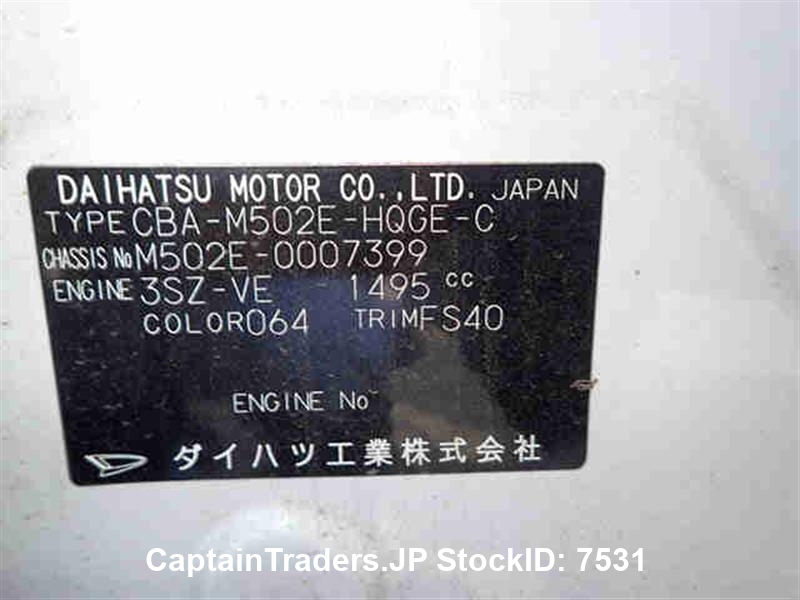 DAIHATSU MOTOR CO.,LTD. JAPAN
TYPE CBA-M502E-HQGE-C
CHASSIS No M502E-0007399
ENGINE 3SZ-VE 1495 cc
COLOR 064 TRIM FS40
ENGINE No
ダイハツ工業株式会社
CaptainTraders.JP StockID: 7531